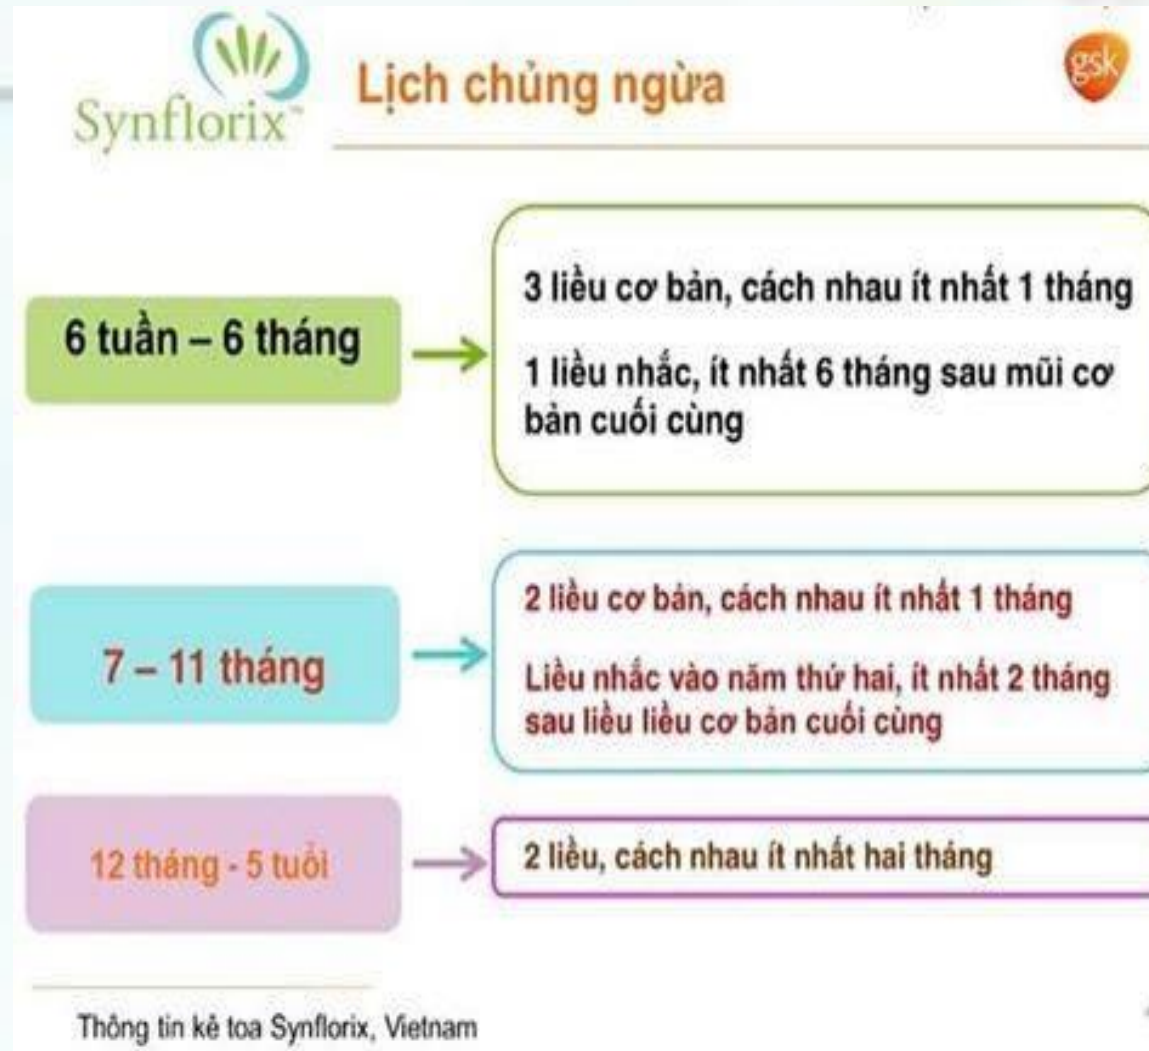 Synflorix™
Lịch chủng ngừa
gsk
6 tuần – 6 tháng
3 liều cơ bản, cách nhau ít nhất 1 tháng
1 liều nhắc, ít nhất 6 tháng sau mũi cơ
bản cuối cùng
7 – 11 tháng
2 liều cơ bản, cách nhau ít nhất 1 tháng
Liều nhắc vào năm thứ hai, ít nhất 2 tháng
sau liều liều cơ bản cuối cùng
12 tháng - 5 tuổi
2 liều, cách nhau ít nhất hai tháng
Thông tin kê toa Synflorix, Vietnam